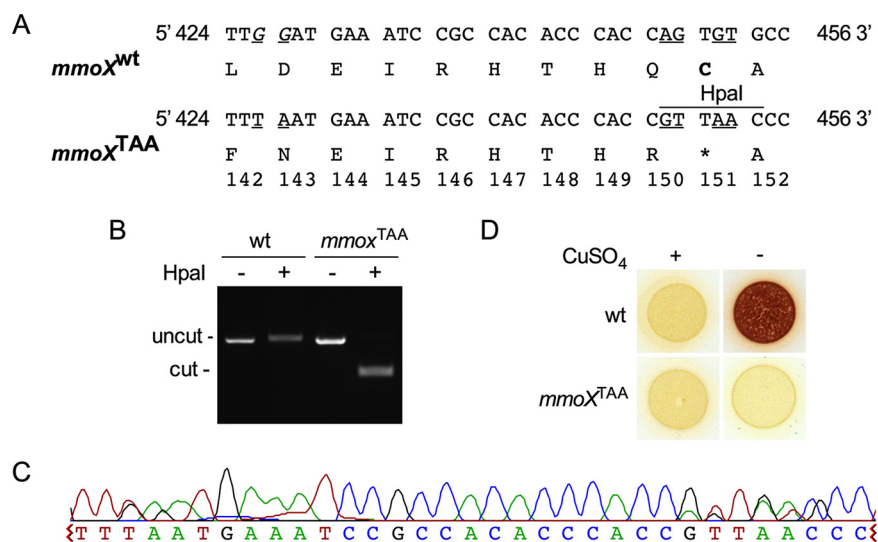 A
5’ 424 TTG GAT GAA ATC CGC CAC ACC CAC CAG TGT GCC 456 3’
mmoXwt L D E I R H T H Q C A
HpaI
5’ 424 TTT AAT GAA ATC CGC CAC ACC CAC CGT TAA CCC 456 3’
mmoXTAA F N E I R H T H R * A
142 143 144 145 146 147 148 149 150 151 152
B
wt mmoxTAA
HpaI - + - +
uncut -
cut -
D
CuSO4 + -
wt
mmoXTAA
C
T T T A A T G A A A T C C G C C A C A C C C A C C G T T A A C C C